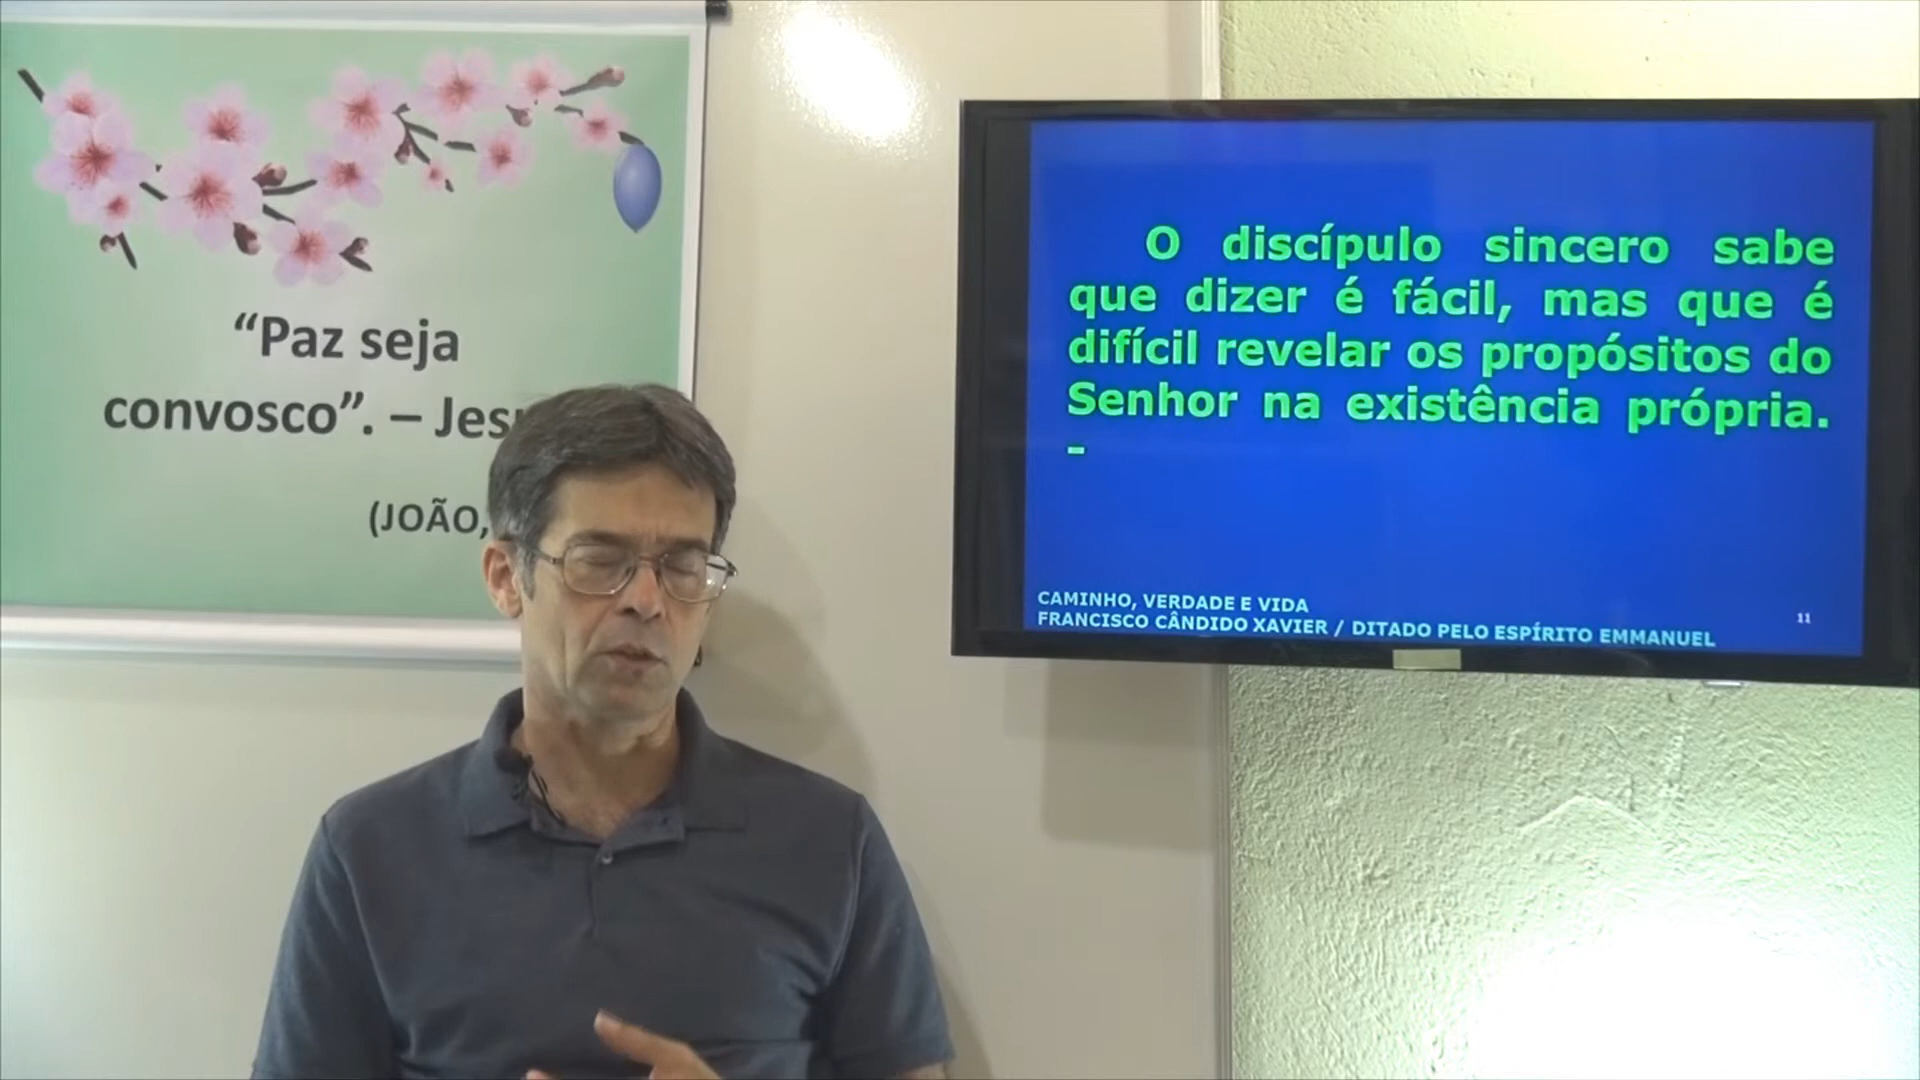 “Paz seja
convosco”. – Jes
(JOÃO,
O discípulo sincero sabe
que dizer é fácil, mas que é
difícil revelar os propósitos do
Senhor na existência própria.
-
CAMINHO, VERDADE E VIDA
FRANCISCO CÂNDIDO XAVIER / DITADO PELO ESPÍRITO EMMANUEL
11